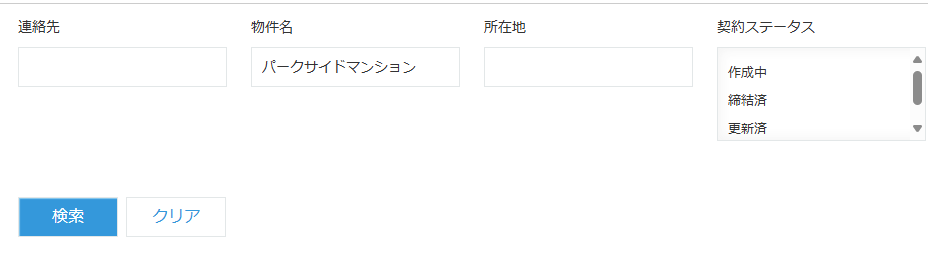 連絡先
物件名
所在地
契約ステータス
パークサイドマンション
作成中
締結済
更新済
検索
クリア